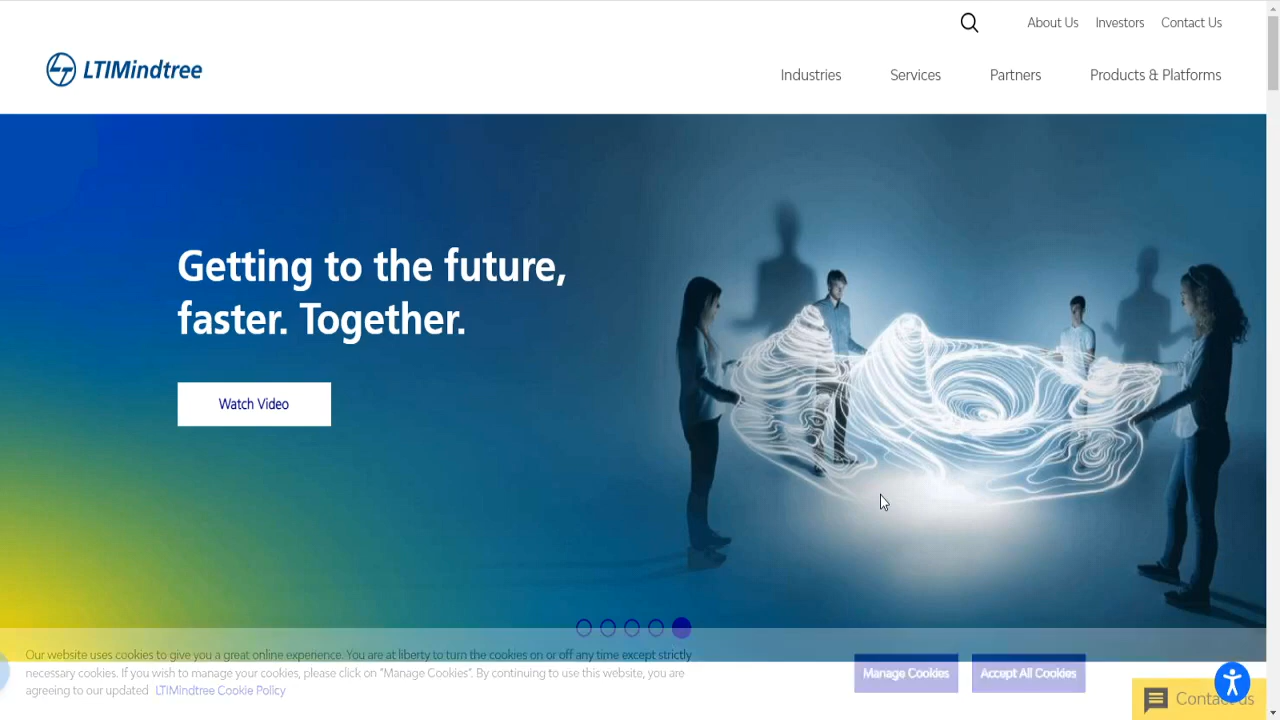 About Us Investors Contact Us
LTIMindtree
Industries Services Partners Products & Platforms
Getting to the future,
faster. Together.
Watch Video
Our website uses cookies to give you a great online experience. You are at liberty to turn the cookies on or off any time except strictly
necessary cookies. If you wish to manage your cookies, please click on "Manage Cookies". By continuing to use this website, you are
agreeing to our updated LTIMindtree Cookie Policy
Manage Cookies Accept All Cookies
Contact us